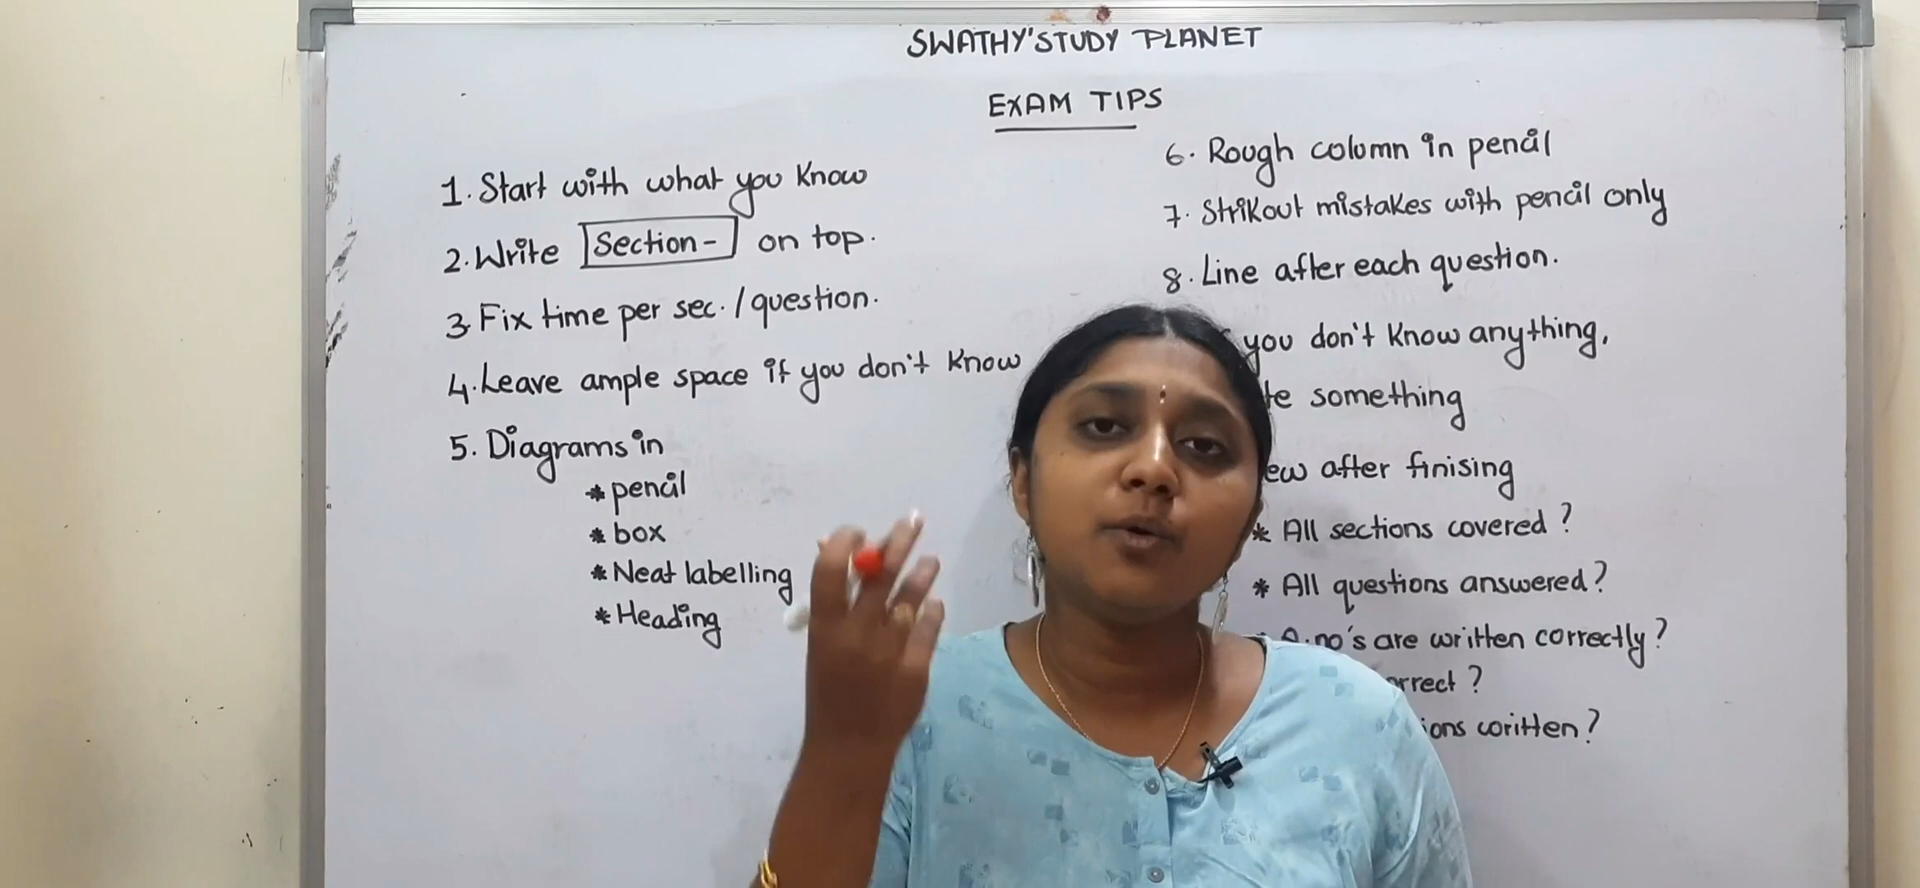 SWATHY'STUDY PLANET
EXAM TIPS
1. Start with what you know
2. Write Section - on top.
3. Fix time per sec. / question.
4. Leave ample space if you don't know
5. Diagrams in
* pencil
* box
* Neat labelling
* Heading
6. Rough column in pencil
7. Strikout mistakes with pencil only
8. Line after each question.
you don't know anything,
something
after finising
* All sections covered?
* All questions answered?
Q.no's are written correctly?
written?